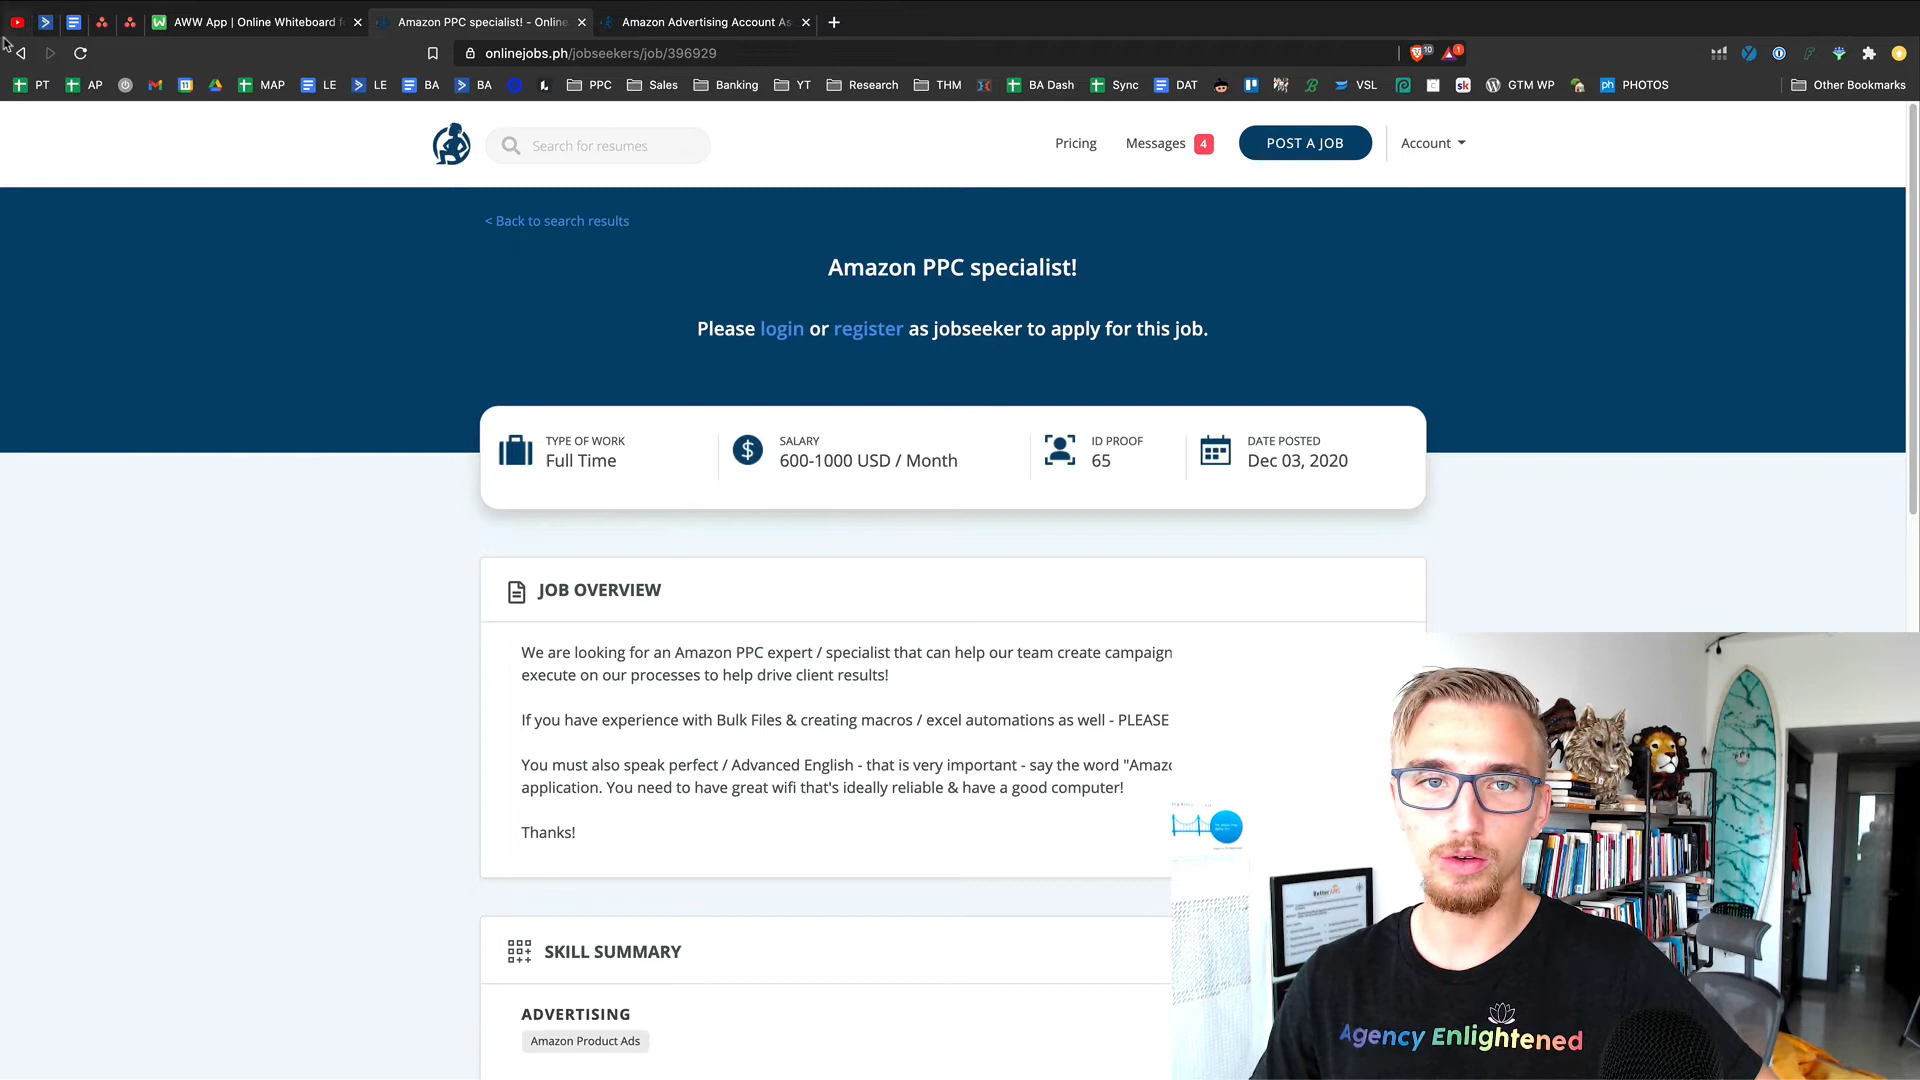 AWW App | Online Whiteboard f
Amazon PPC specialist! - Online
Amazon Advertising Account As
onlinejobs.ph/jobseekers/job/396929
10
1
PT
AP
MAP
LE
LE
BA
BA
PPC
Sales
Banking
YT
Research
THM
BA Dash
Sync
DAT
VSL
GTM WP
PHOTOS
Other Bookmarks
Search for resumes
Pricing
Messages 4
POST A JOB
Account
< Back to search results
Amazon PPC specialist!
Please login or register as jobseeker to apply for this job.
TYPE OF WORK
Full Time
SALARY
600-1000 USD / Month
ID PROOF
65
DATE POSTED
Dec 03, 2020
JOB OVERVIEW
We are looking for an Amazon PPC expert / specialist that can help our team create campaign
execute on our processes to help drive client results!
If you have experience with Bulk Files & creating macros / excel automations as well - PLEASE
You must also speak perfect / Advanced English - that is very important - say the word "Amazo
application. You need to have great wifi that's ideally reliable & have a good computer!
Thanks!
SKILL SUMMARY
ADVERTISING
Amazon Product Ads
Agency Enlightened